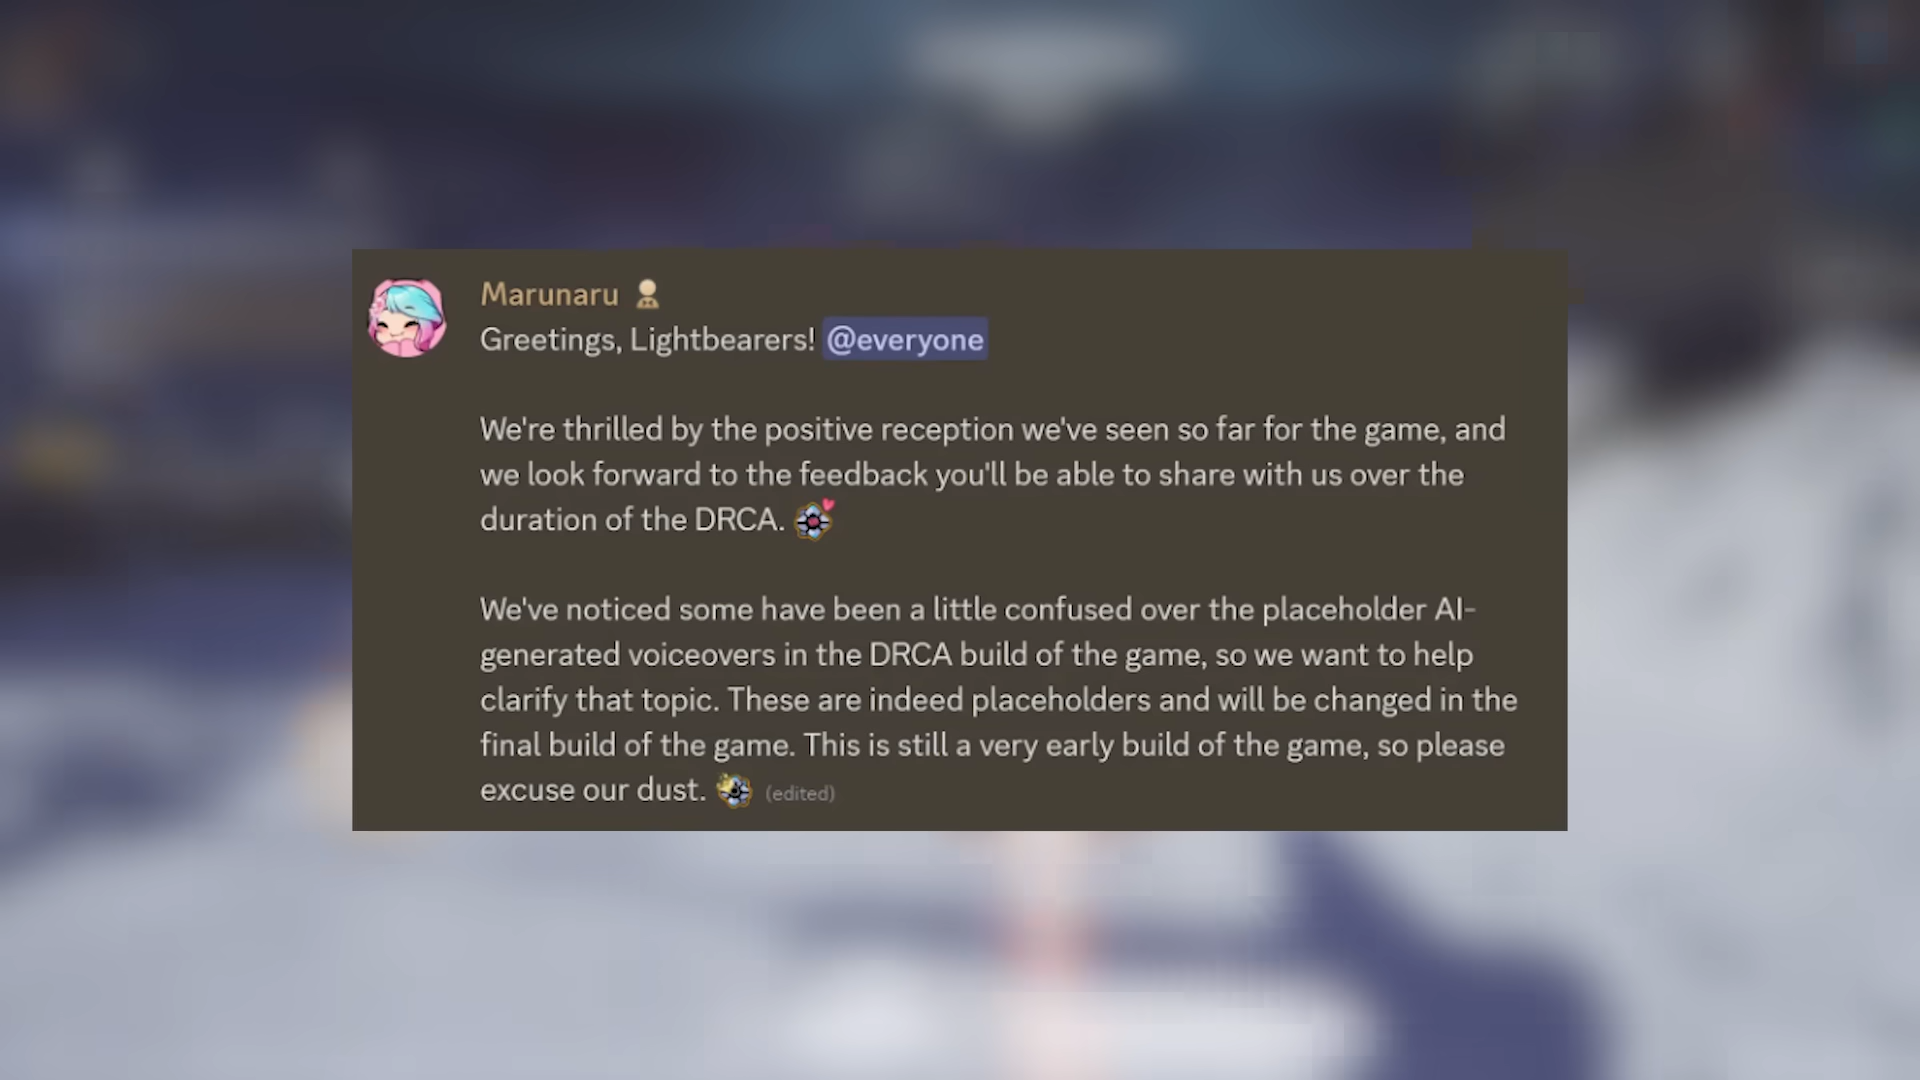 Marunaru
Greetings, Lightbearers! @everyone
We're thrilled by the positive reception we've seen so far for the game, and
we look forward to the feedback you'll be able to share with us over the
duration of the DRCA.
We've noticed some have been a little confused over the placeholder AI-
generated voiceovers in the DRCA build of the game, so we want to help
clarify that topic. These are indeed placeholders and will be changed in the
final build of the game. This is still a very early build of the game, so please
excuse our dust. (edited)